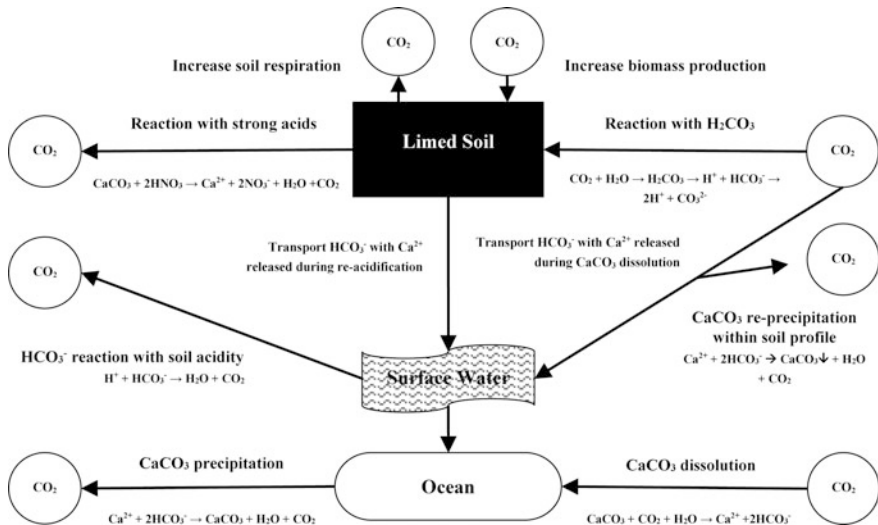 CO₂
CO₂
Increase soil respiration
Increase biomass production
Reaction with strong acids
Limed Soil
Reaction with H₂CO₃
CO₂
CO₂
CaCO₃ + 2HNO₃ → Ca²⁺ + 2NO₃⁻ + H₂O +CO₂
CO₂ + H₂O → H₂CO₃ → H⁺ + HCO₃⁻ →
2H⁺ + CO₃²⁻
Transport HCO₃⁻ with Ca²⁺
released during re-acidification
Transport HCO₃⁻ with Ca²⁺ released
during CaCO₃ dissolution
CO₂
CO₂
CaCO₃ re-precipitation
within soil profile
Ca²⁺ + 2HCO₃⁻ → CaCO₃↓ + H₂O
+ CO₂
HCO₃⁻ reaction with soil acidity
H⁺ + HCO₃⁻ → H₂O + CO₂
Surface Water
CaCO₃ precipitation
CaCO₃ dissolution
CO₂
Ocean
CO₂
Ca²⁺ + 2HCO₃⁻ → CaCO₃ + H₂O + CO₂
CaCO₃ + CO₂ + H₂O → Ca²⁺ +2HCO₃⁻